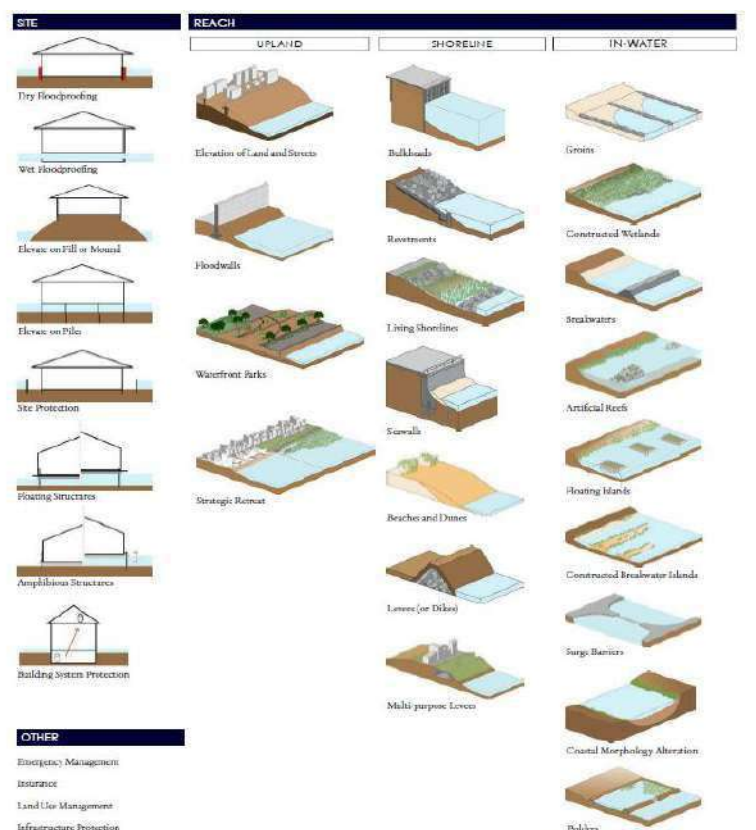 SITE
Dry Floodproofing
Wet Floodproofing
Elevate on Fill or Mound
Elevate on Piles
Site Protection
Floating Structures
Amphibious Structures
Building System Protection
OTHER
Emergency Management
Insurance
Land Use Management
Infrastructure Protection
REACH
UPLAND
Elevation of Land and Streets
Floodwalls
Waterfront Parks
Strategic Retreat
SHORELINE
Bulkheads
Revetments
Living Shorelines
Seawalls
Beaches and Dunes
Levees (or Dikes)
Multi-purpose Levees
IN-WATER
Groins
Constructed Wetlands
Breakwaters
Artificial Reefs
Floating Islands
Constructed Breakwater Islands
Surge Barriers
Coastal Morphology Alteration
Polders